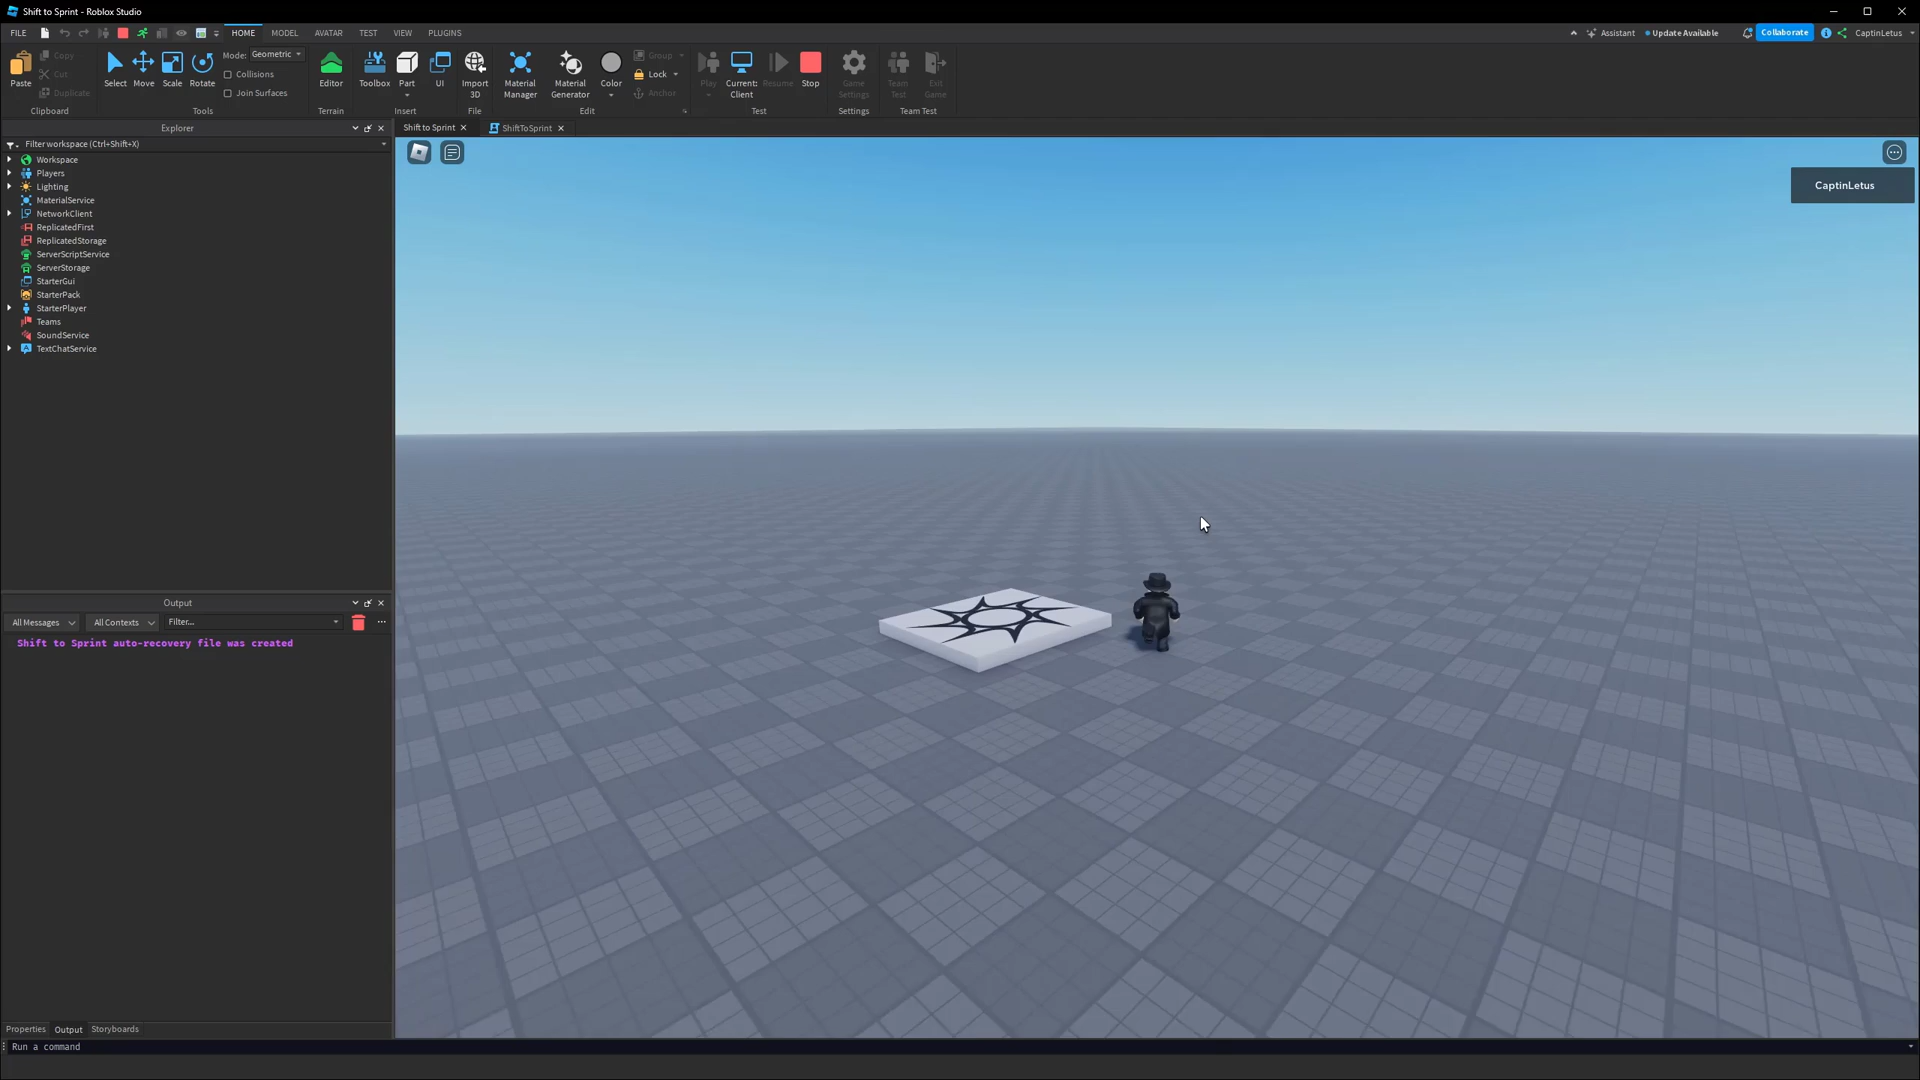 Shift to Sprint - Roblox Studio
FILE HOME MODEL AVATAR TEST VIEW PLUGINS Assistant Update Available Collaborate CaptinLetus
Paste Copy Cut Duplicate
Clipboard
Select Move Scale Rotate
Mode: Geometric
Collisions
Join Surfaces
Tools
Editor
Terrain
Toolbox Part UI
Insert
Import 3D
File
Material Manager Material Generator Color
Group
Lock
Anchor
Edit
Play Current: Client Resume Stop
Test
Game Settings
Settings
Team Test Exit Game
Team Test
Explorer
Filter workspace (Ctrl+Shift+X)
Workspace
Players
Lighting
MaterialService
NetworkClient
ReplicatedFirst
ReplicatedStorage
ServerScriptService
ServerStorage
StarterGui
StarterPack
StarterPlayer
Teams
SoundService
TextChatService
Shift to Sprint ShiftToSprint
CaptinLetus
Output
All Messages All Contexts Filter...
Shift to Sprint auto-recovery file was created
Properties Output Storyboards
Run a command